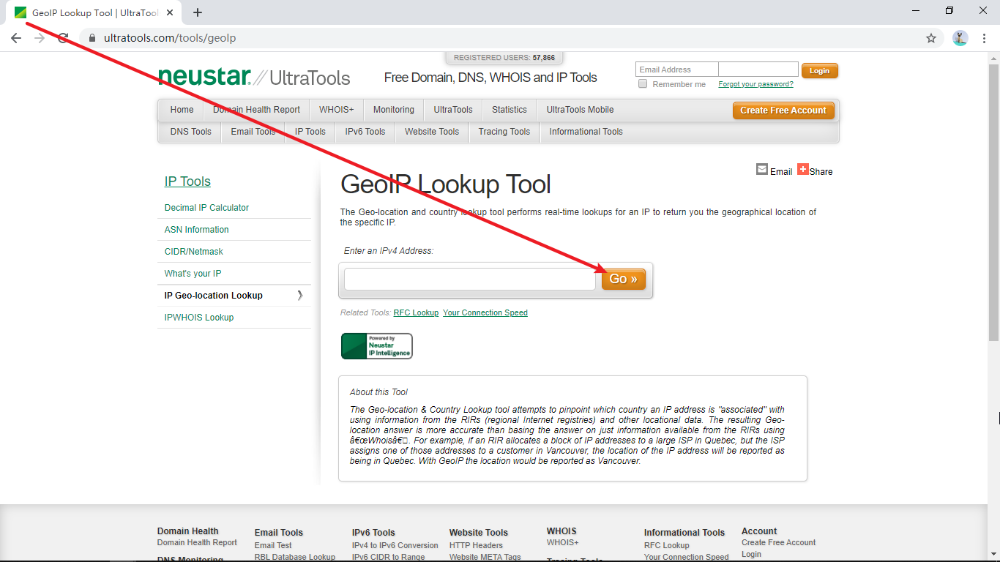 GeoIP Lookup Tool | UltraTool
ultratools.com/tools/geoIp
REGISTERED USERS: 57,866
neustar // UltraTools
Free Domain, DNS, WHOIS and IP Tools
Email Address
Login
Remember me
Forgot your password?
Home Domain Health Report WHOIS+ Monitoring UltraTools Statistics UltraTools Mobile
Create Free Account
DNS Tools Email Tools IP Tools IPv6 Tools Website Tools Tracing Tools Informational Tools
IP Tools
Decimal IP Calculator
ASN Information
CIDR/Netmask
What's your IP
IP Geo-location Lookup
IPWHOIS Lookup
Email Share
GeoIP Lookup Tool
The Geo-location and country lookup tool performs real-time lookups for an IP to return you the geographical location of
the specific IP.
Enter an IPv4 Address:
Go »
Related Tools: RFC Lookup Your Connection Speed
Powered by
Neustar
IP Intelligence
About this Tool
The Geo-location & Country Lookup tool attempts to pinpoint which country an IP address is "associated" with
using information from the RIRs (regional Internet registries) and other locational data. The resulting Geo-
location answer is more accurate than basing the answer on just information available from the RIRs using
â€œWhoisâ€□. For example, if an RIR allocates a block of IP addresses to a large ISP in Quebec, but the ISP
assigns one of those addresses to a customer in Vancouver, the location of the IP address will be reported as
being in Quebec. With GeoIP the location would be reported as Vancouver.
Domain Health
Domain Health Report
DNS Monitoring
Email Tools
Email Test
RBL Database Lookup
IPv6 Tools
IPv4 to IPv6 Conversion
IPv6 CIDR to Range
Website Tools
HTTP Headers
Website META Tags
WHOIS
WHOIS+
Tracing Tools
Informational Tools
RFC Lookup
Your Connection Speed
Account
Create Free Account
Login